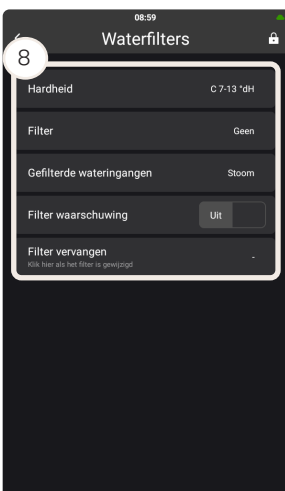 08:59
Waterfilters
8
Hardheid C 7-13 °dH
Filter Geen
Gefilterde wateringangen Stoom
Filter waarschuwing Uit
Filter vervangen -
Klik hier als het filter is gewijzigd